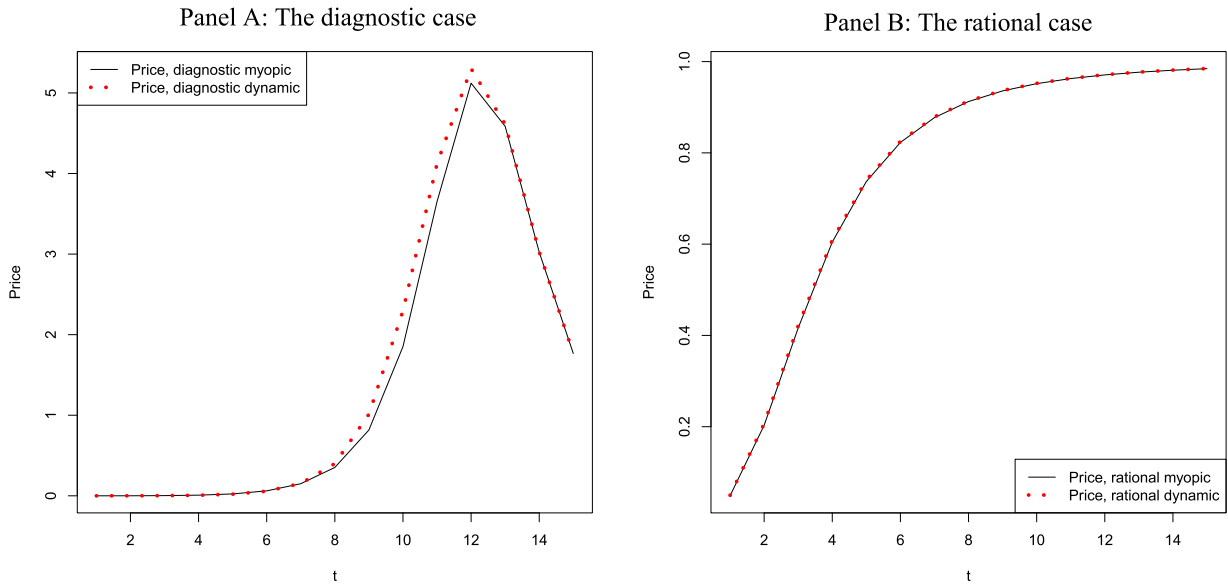 Panel A: The diagnostic case
Price, diagnostic myopic
Price, diagnostic dynamic
5
4
3
2
1
0
Price
2 4 6 8 10 12 14
t
Panel B: The rational case
1.0
0.8
0.6
0.4
0.2
Price
Price, rational myopic
Price, rational dynamic
2 4 6 8 10 12 14
t